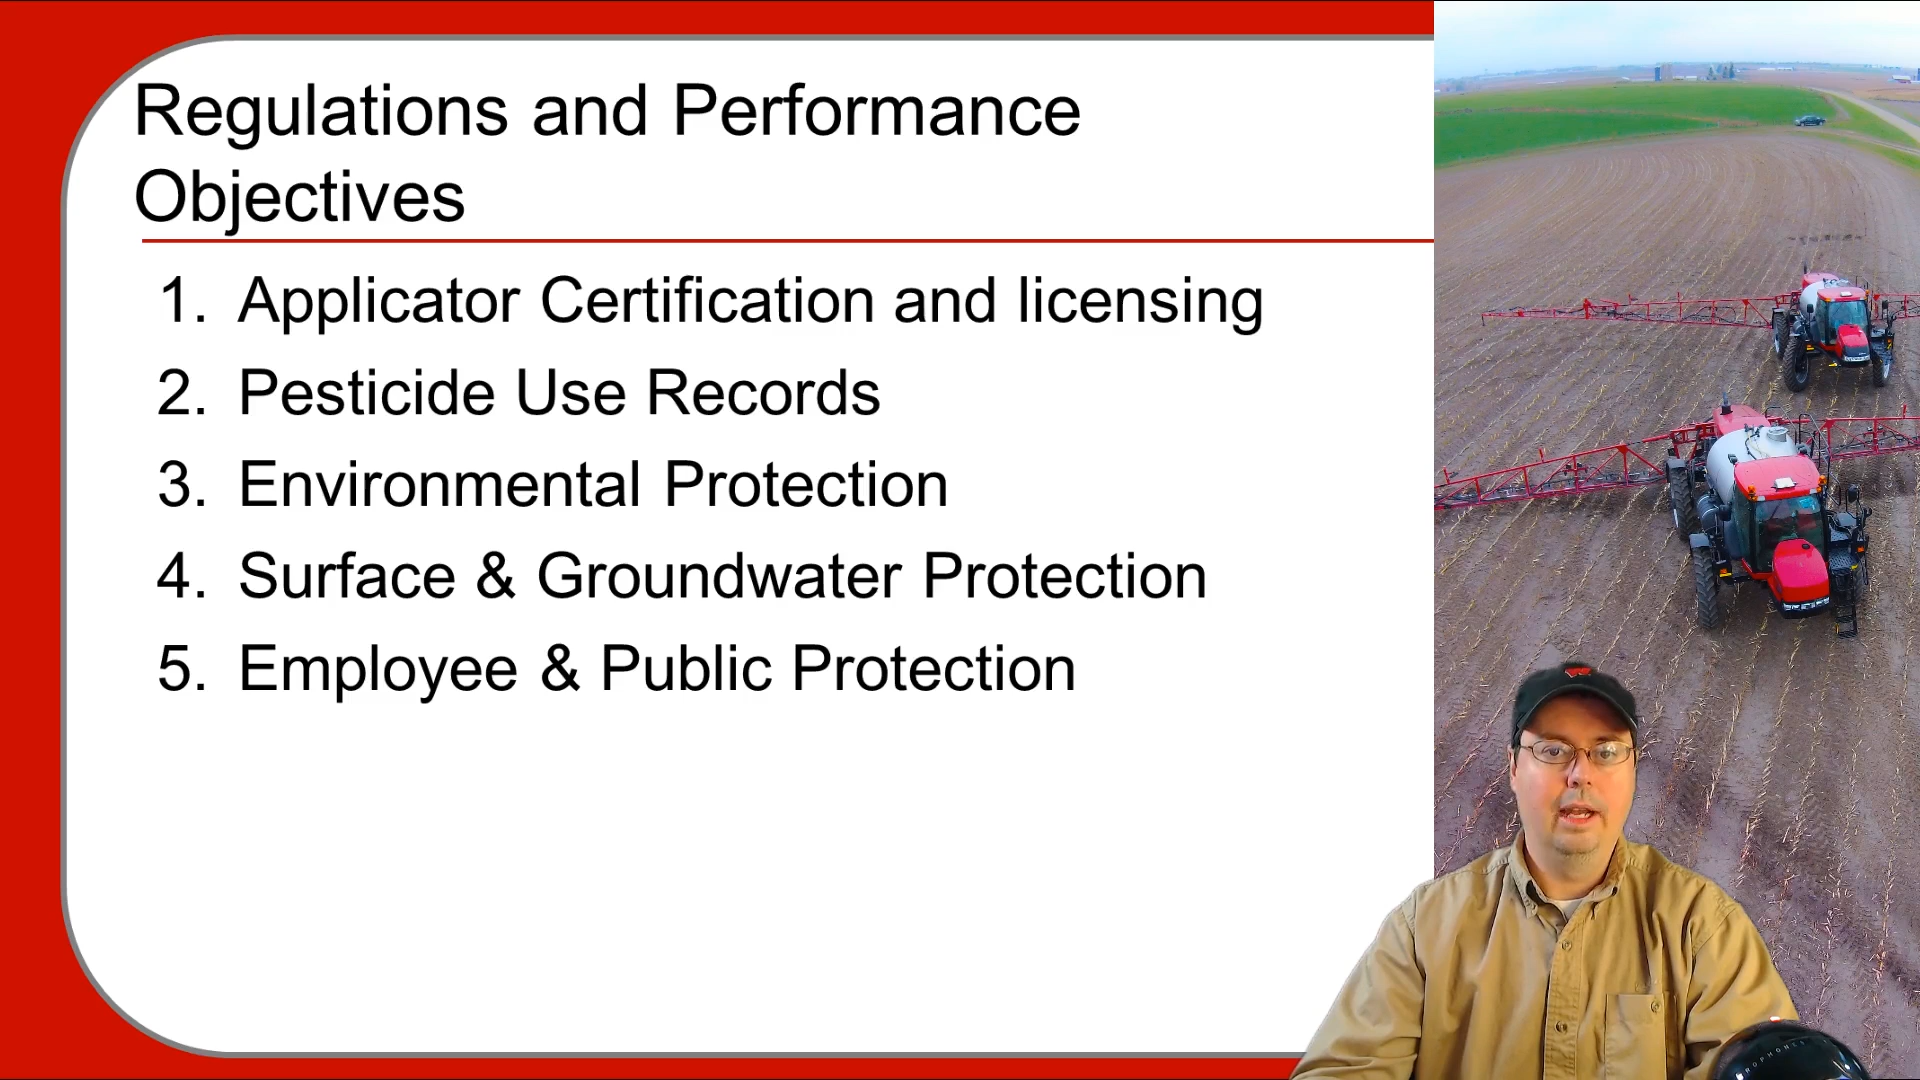 Regulations and Performance
Objectives
1. Applicator Certification and licensing
2. Pesticide Use Records
3. Environmental Protection
4. Surface & Groundwater Protection
5. Employee & Public Protection